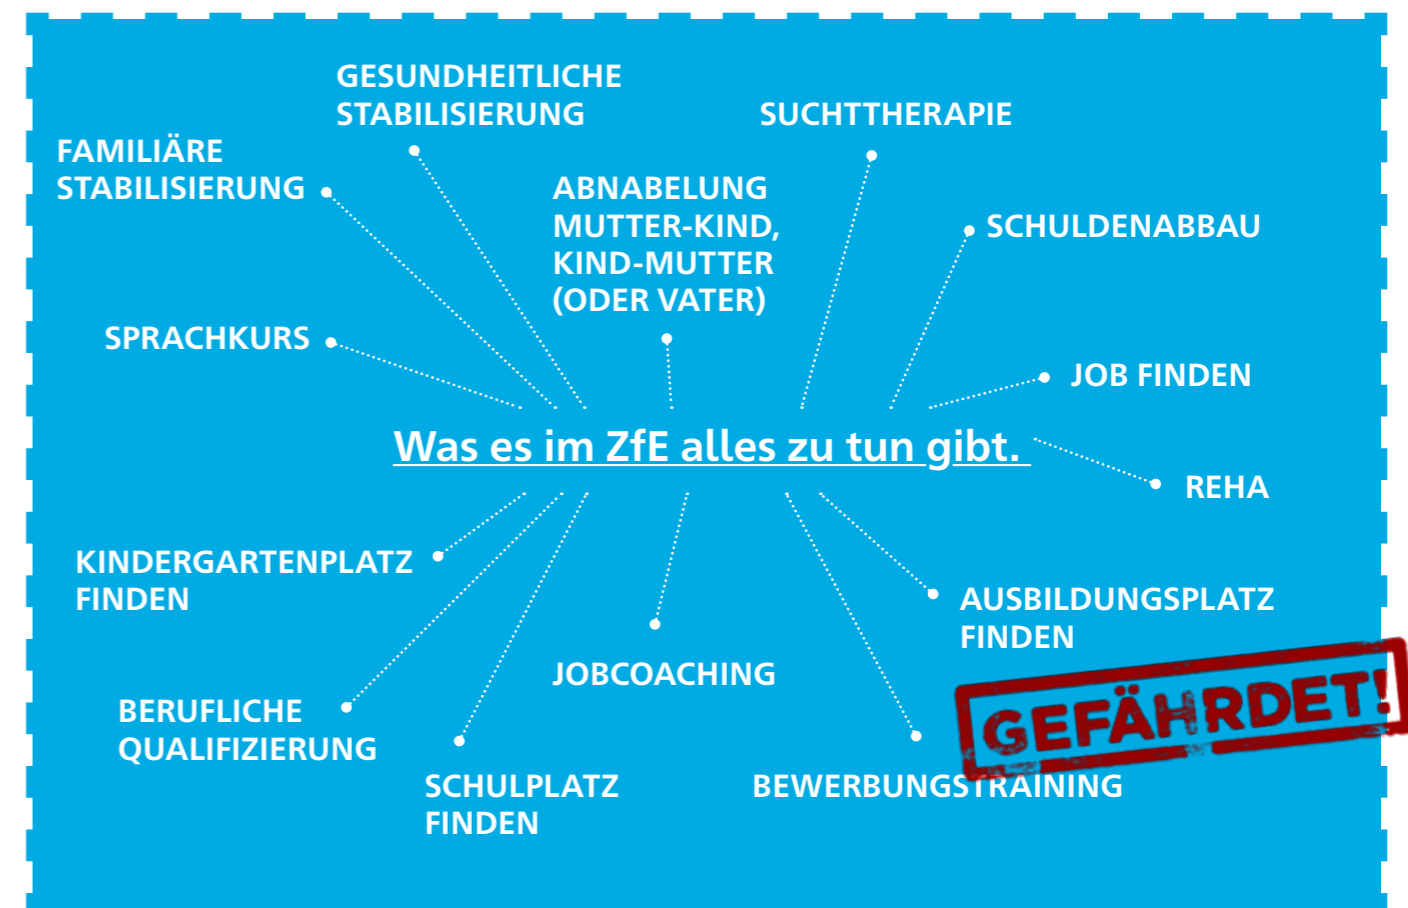 GESUNDHEITLICHE
STABILISIERUNG
SUCHTTHERAPIE
FAMILIÄRE
STABILISIERUNG
ABNABELUNG
MUTTER-KIND,
KIND-MUTTER
(ODER VATER)
SCHULDENABBAU
SPRACHKURS
JOB FINDEN
Was es im ZfE alles zu tun gibt.
REHA
KINDERGARTENPLATZ
FINDEN
AUSBILDUNGSPLATZ
FINDEN
JOBCOACHING
GEFÄHRDET!
BERUFLICHE
QUALIFIZIERUNG
SCHULPLATZ
FINDEN
BEWERBUNGSTRAINING